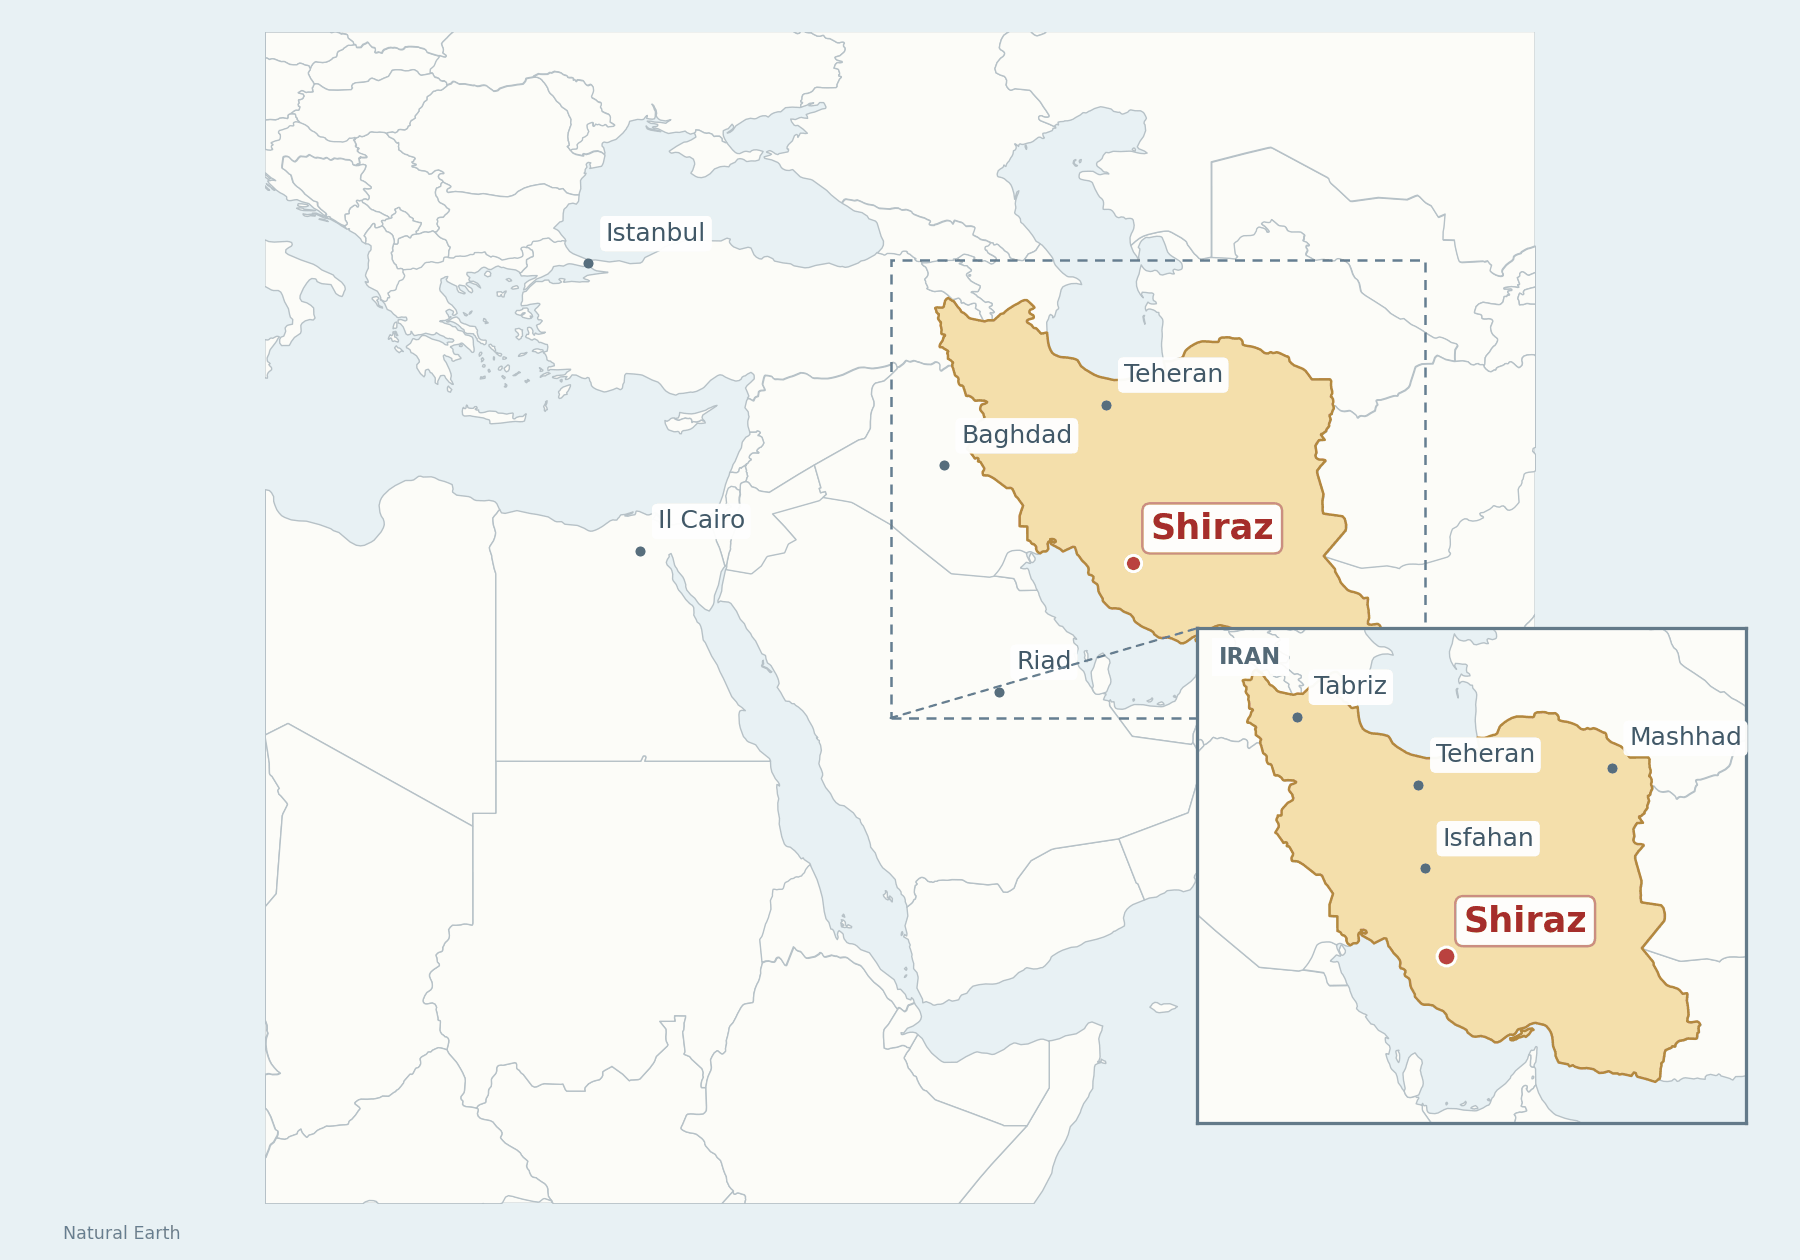 Istanbul
Teheran
Baghdad
Il Cairo
Shiraz
Riad
IRAN
Tabriz
Mashhad
Teheran
Isfahan
Shiraz
Natural Earth